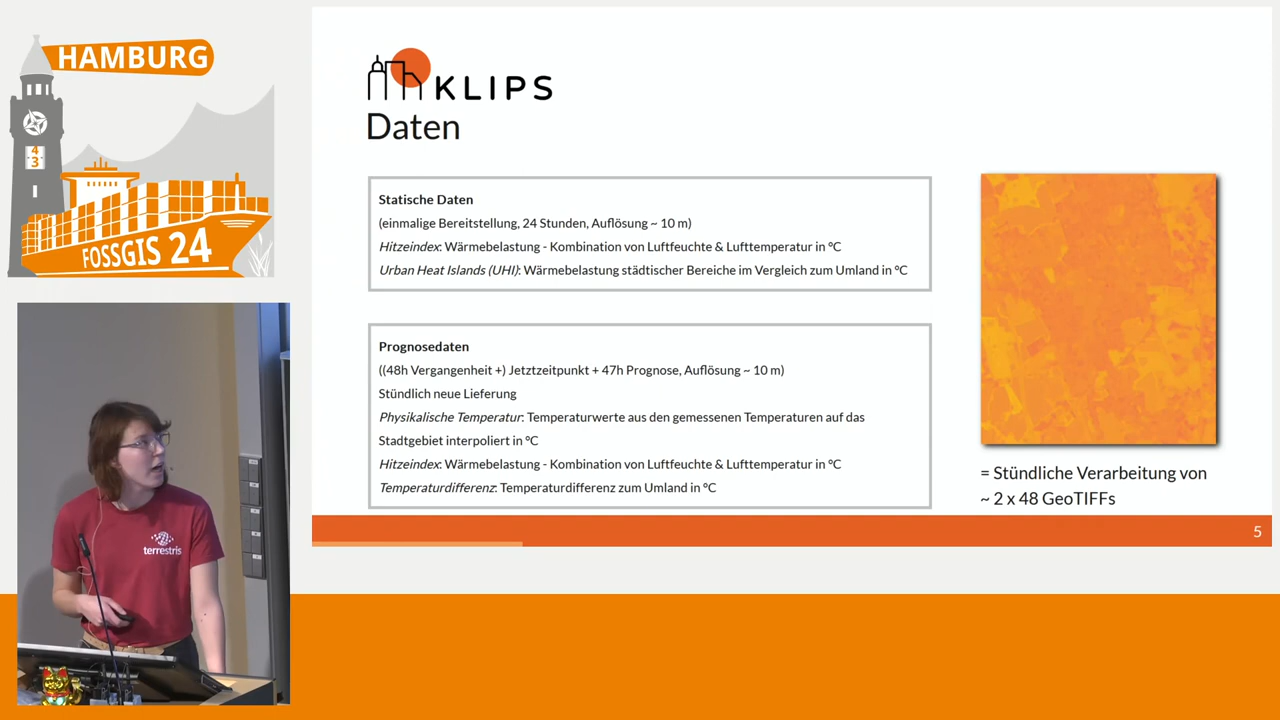 HAMBURG
4
3
FOSSGIS 24
KLIPS
Daten
Statische Daten
(einmalige Bereitstellung, 24 Stunden, Auflösung ~ 10 m)
Hitzeindex: Wärmebelastung - Kombination von Luftfeuchte & Lufttemperatur in °C
Urban Heat Islands (UHI): Wärmebelastung städtischer Bereiche im Vergleich zum Umland in °C
Prognosedaten
((48h Vergangenheit +) Jetztzeitpunkt + 47h Prognose, Auflösung ~ 10 m)
Stündlich neue Lieferung
Physikalische Temperatur: Temperaturwerte aus den gemessenen Temperaturen auf das
Stadtgebiet interpoliert in °C
Hitzeindex: Wärmebelastung - Kombination von Luftfeuchte & Lufttemperatur in °C
Temperaturdifferenz: Temperaturdifferenz zum Umland in °C
= Stündliche Verarbeitung von
~ 2 x 48 GeoTIFFs
5
terrestris